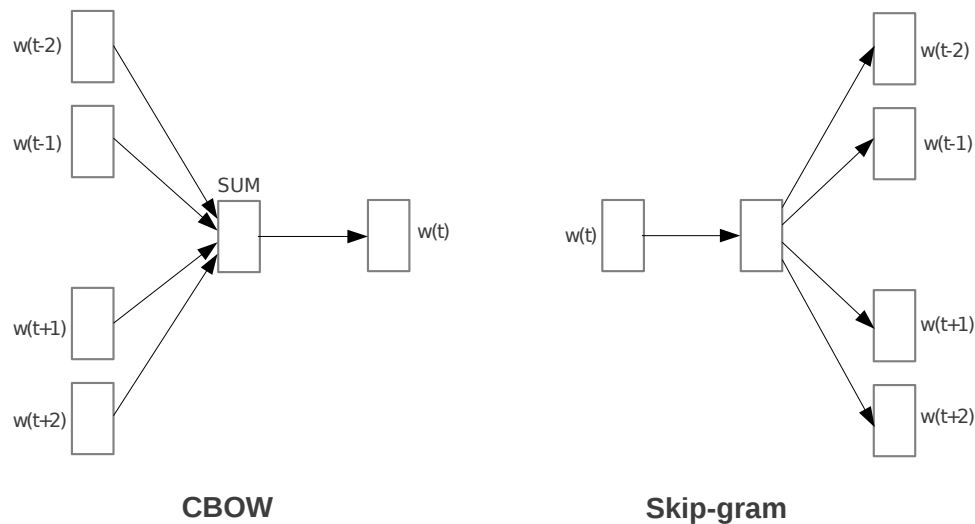 w(t-2)
w(t-1)
SUM
w(t)
w(t+1)
w(t+2)
CBOW
w(t-2)
w(t-1)
w(t)
w(t+1)
w(t+2)
Skip-gram